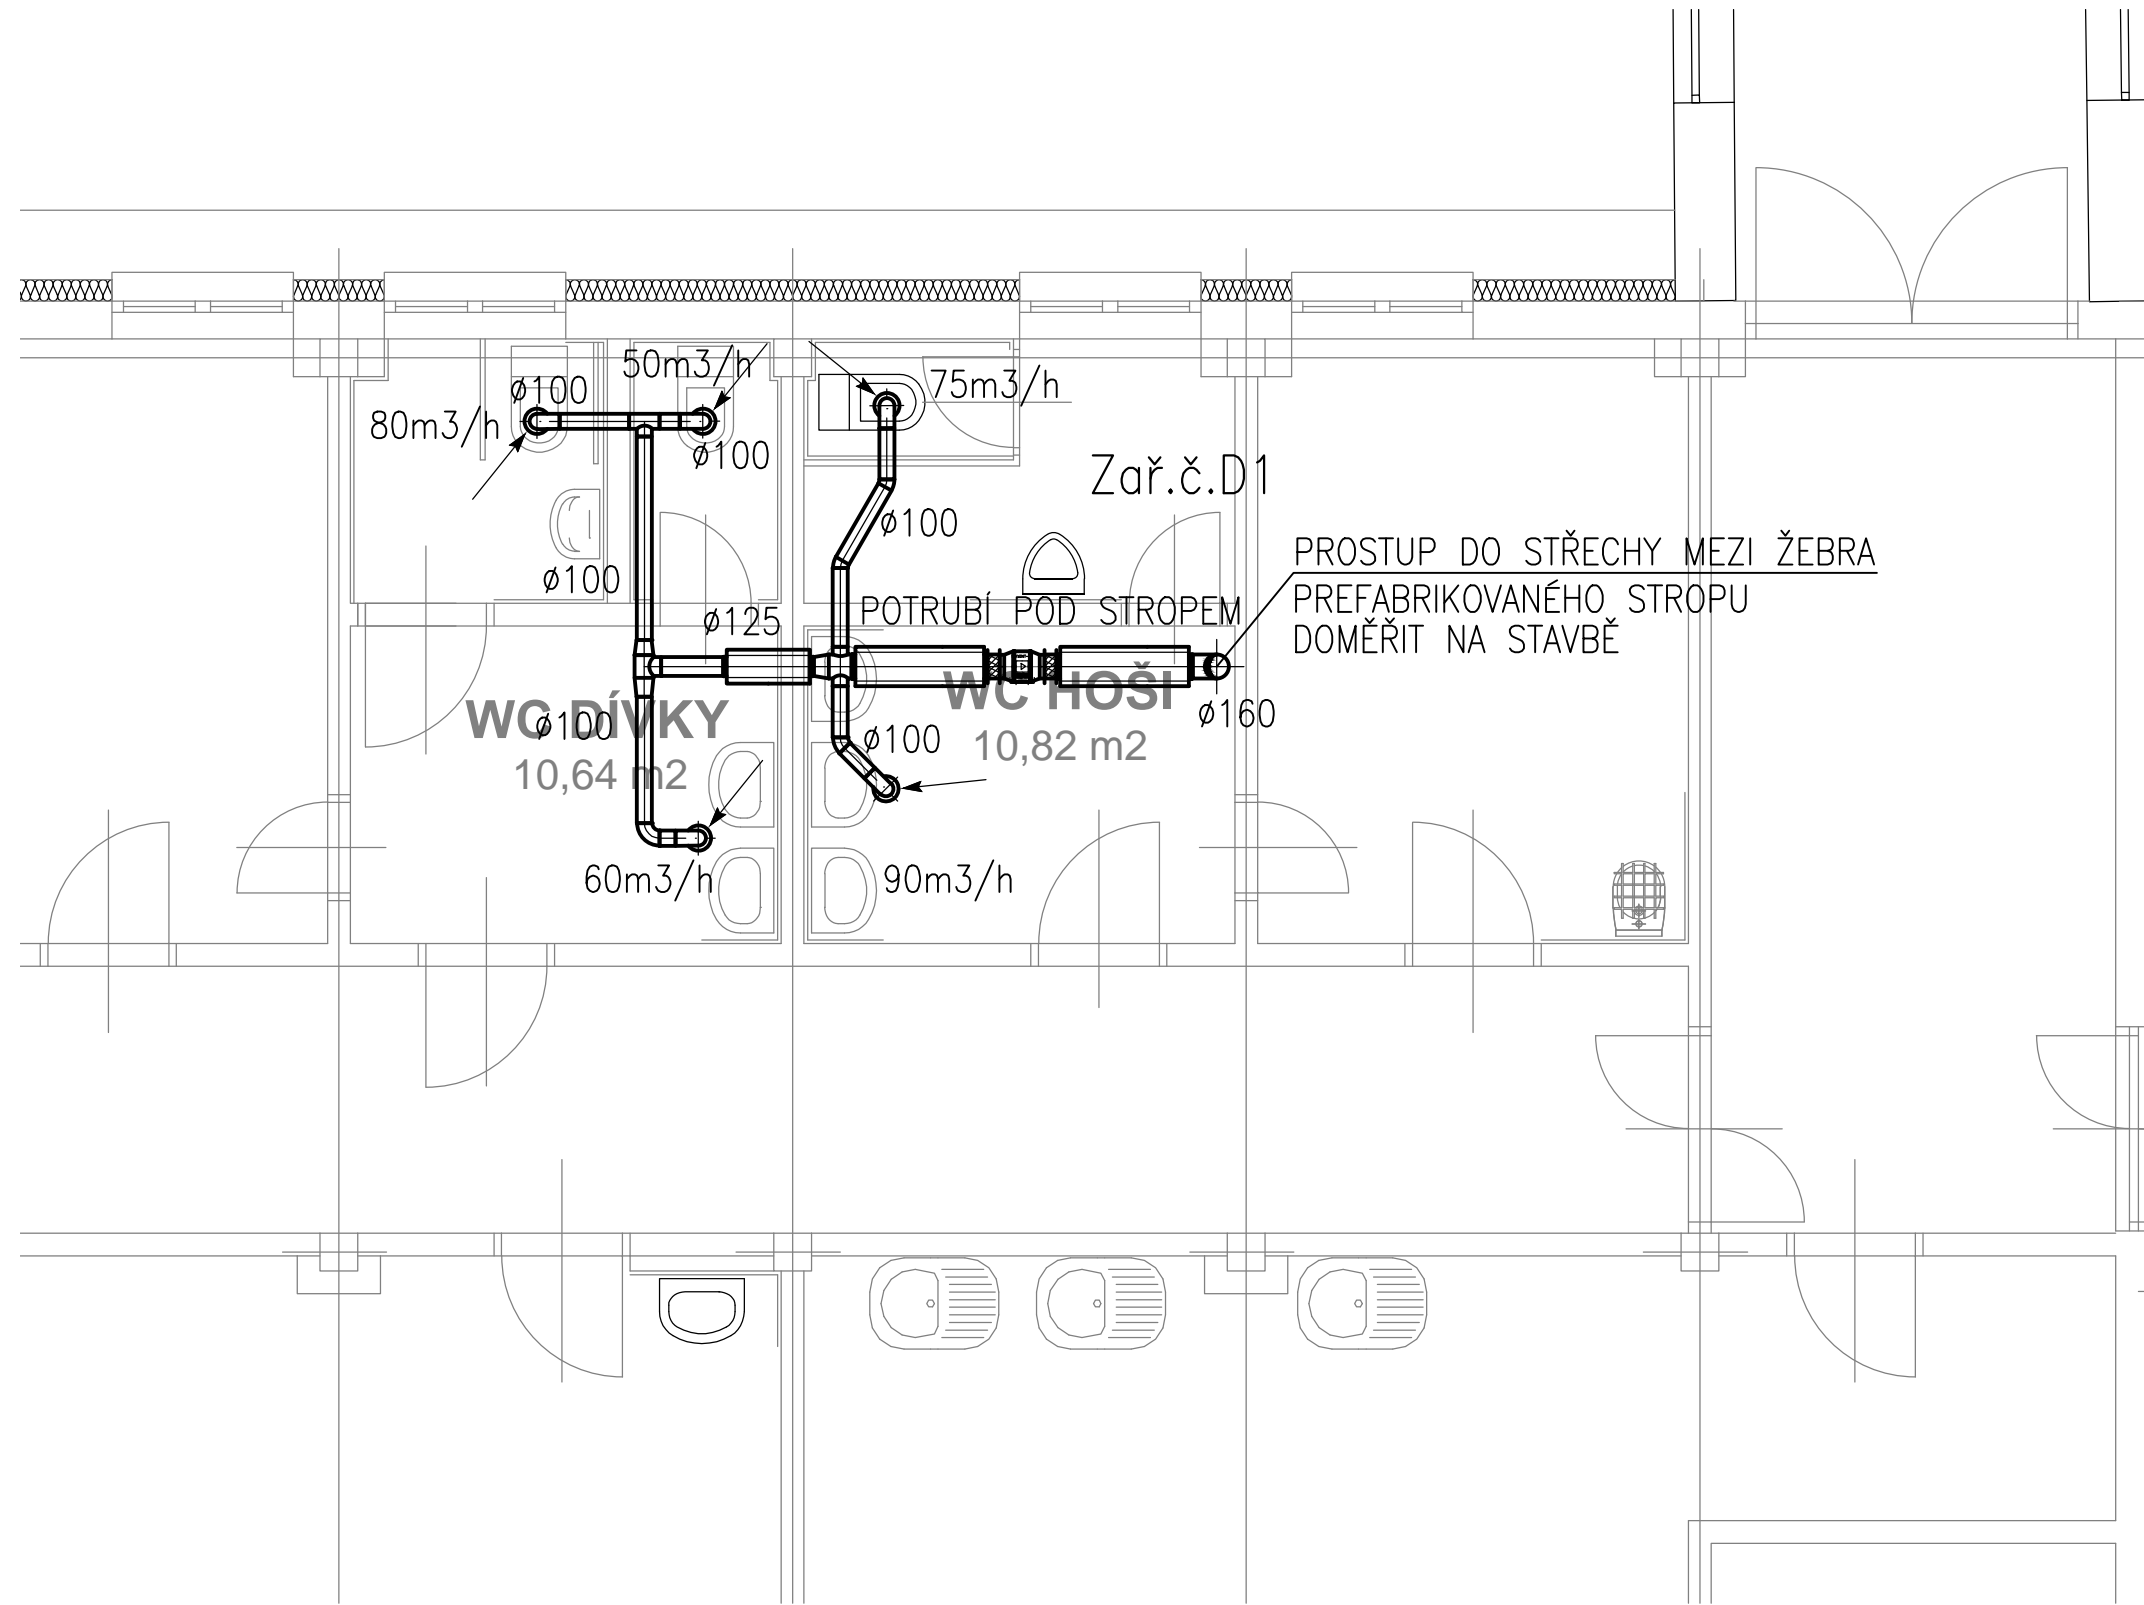 50m3/h
ø100
75m3/h
80m3/h
ø100
Zař.č.D1
ø100
PROSTUP DO STŘECHY MEZI ŽEBRA
ø100
PREFABRIKOVANÉHO STROPU
POTRUBÍ POD STROPEM
ø125
DOMĚŘIT NA STAVBĚ
WC HOŠI
10,82 m2
ø160
WC DÍVKY
10,64 m2
ø100
ø100
60m3/h
90m3/h